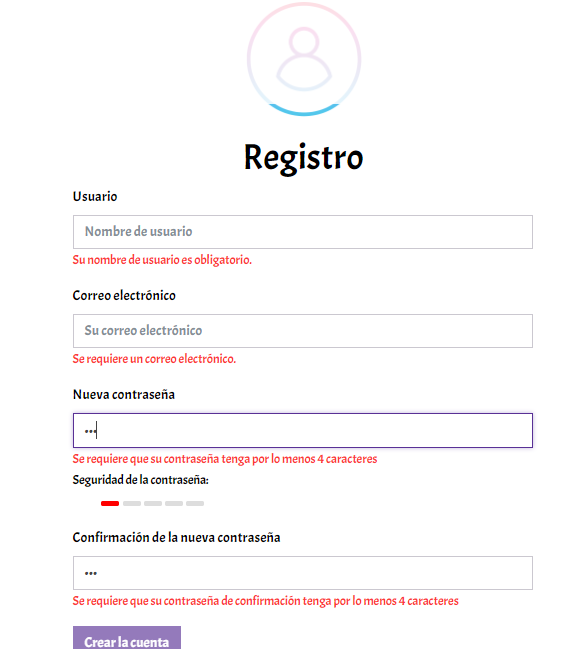 Registro
Usuario
Nombre de usuario
Su nombre de usuario es obligatorio.
Correo electrónico
Su correo electrónico
Se requiere un correo electrónico.
Nueva contraseña
•••
Se requiere que su contraseña tenga por lo menos 4 caracteres
Seguridad de la contraseña:
Confirmación de la nueva contraseña
•••
Se requiere que su contraseña de confirmación tenga por lo menos 4 caracteres
Crear la cuenta